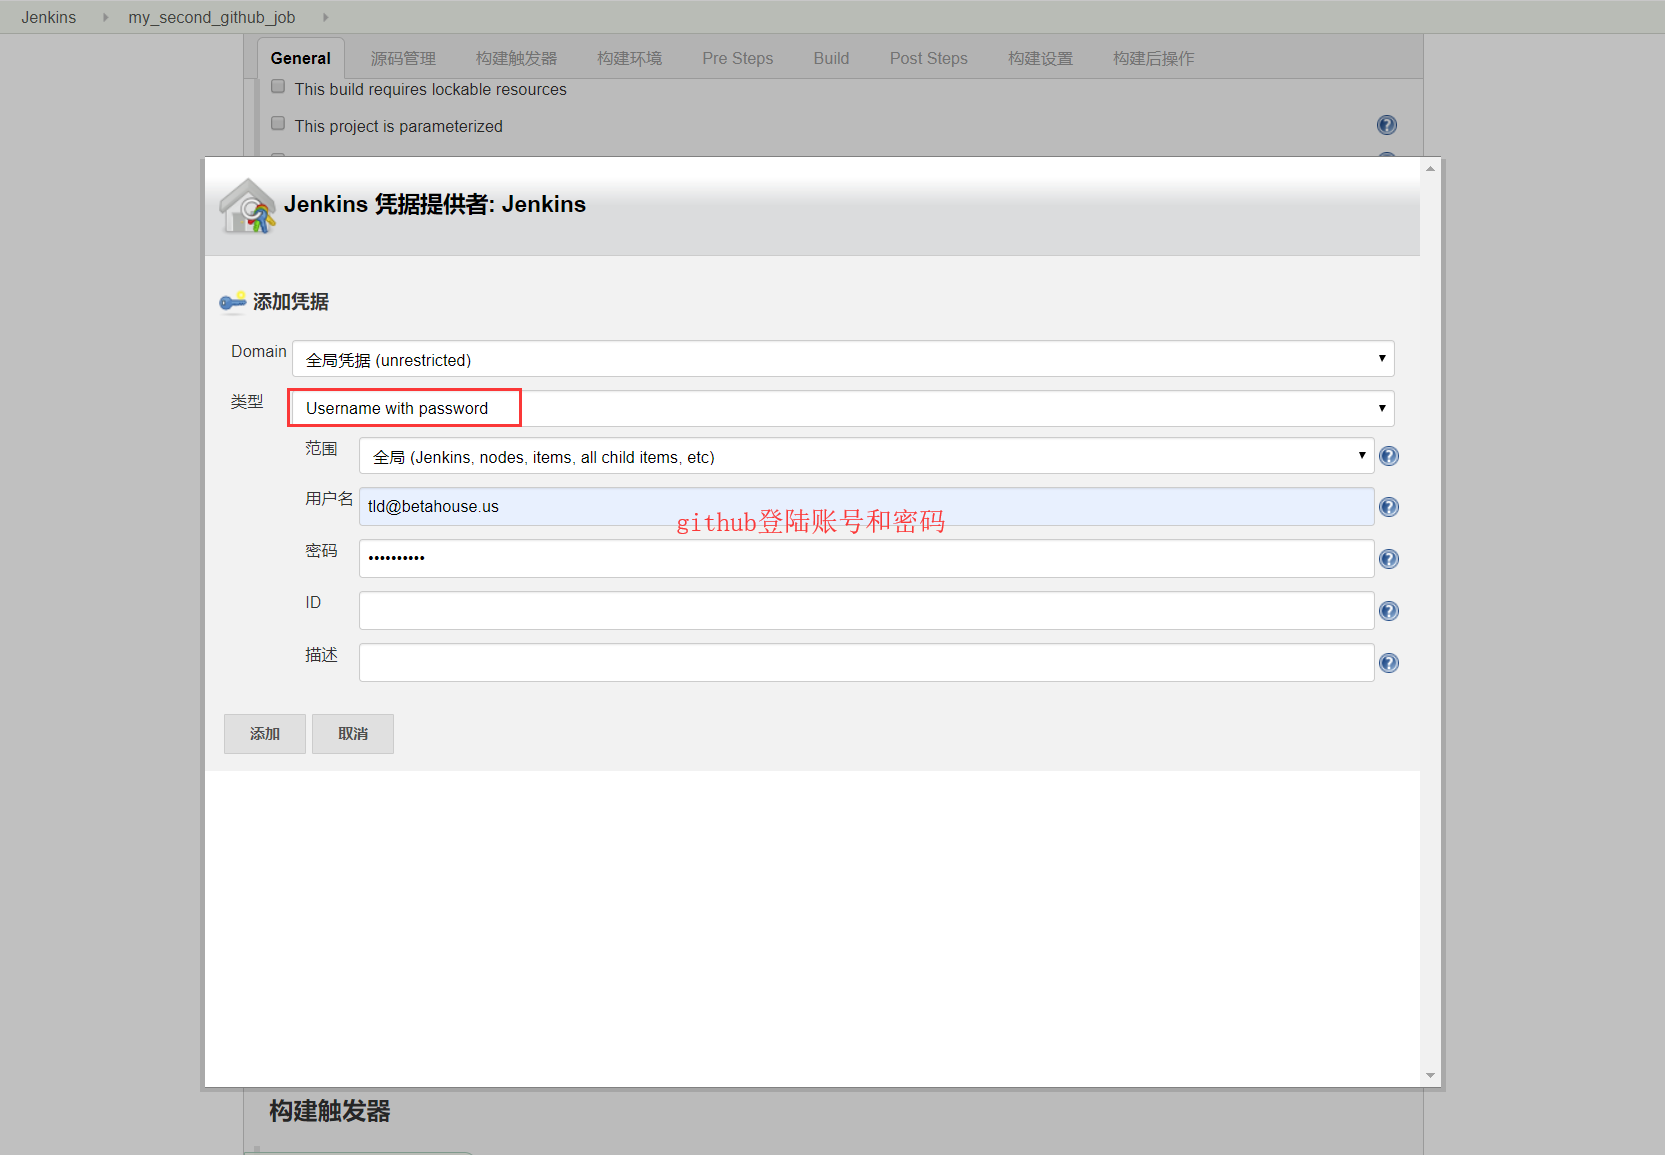 Jenkins
my_second_github_job
General 源码管理 构建触发器 构建环境 Pre Steps Build Post Steps 构建设置 构建后操作
This build requires lockable resources
This project is parameterized
Jenkins 凭据提供者: Jenkins
添加凭据
Domain 全局凭据 (unrestricted)
类型 Username with password
范围 全局 (Jenkins, nodes, items, all child items, etc)
用户名 tld@betahouse.us
github登陆账号和密码
密码 ••••••••••
ID
描述
添加 取消
构建触发器